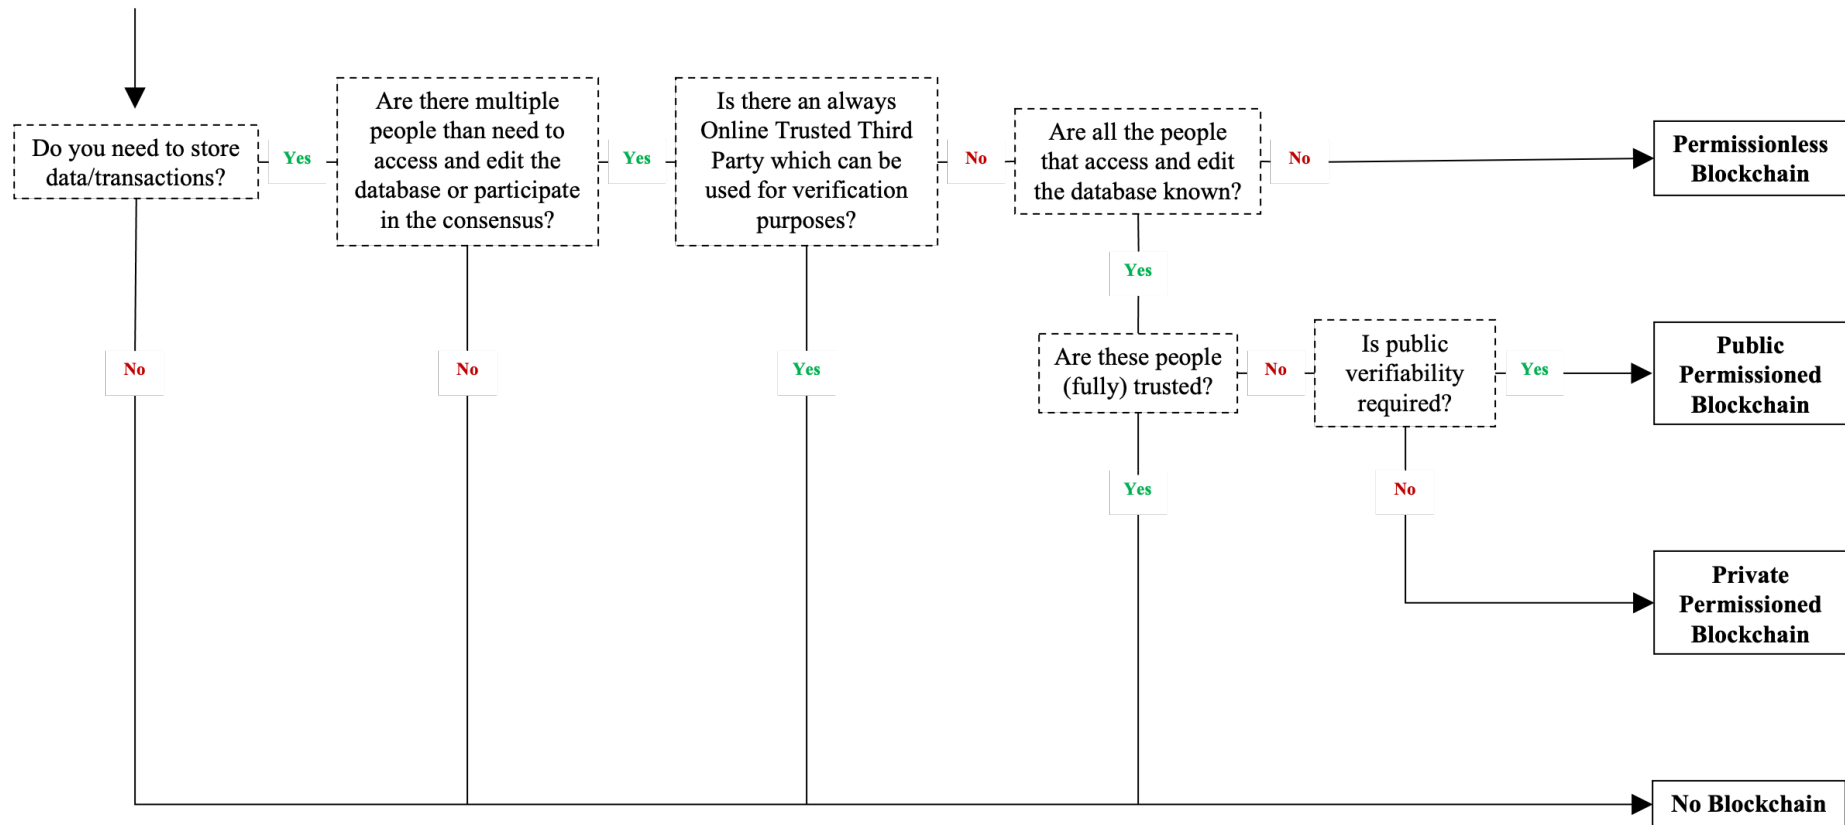 Do you need to store
data/transactions?
Yes
Are there multiple
people than need to
access and edit the
database or participate
in the consensus?
Yes
Is there an always
Online Trusted Third
Party which can be
used for verification
purposes?
No
Are all the people
that access and edit
the database known?
No
Permissionless
Blockchain
Yes
No
No
Yes
Are these people
(fully) trusted?
No
Is public
verifiability
required?
Yes
Public
Permissioned
Blockchain
Yes
No
Private
Permissioned
Blockchain
No Blockchain